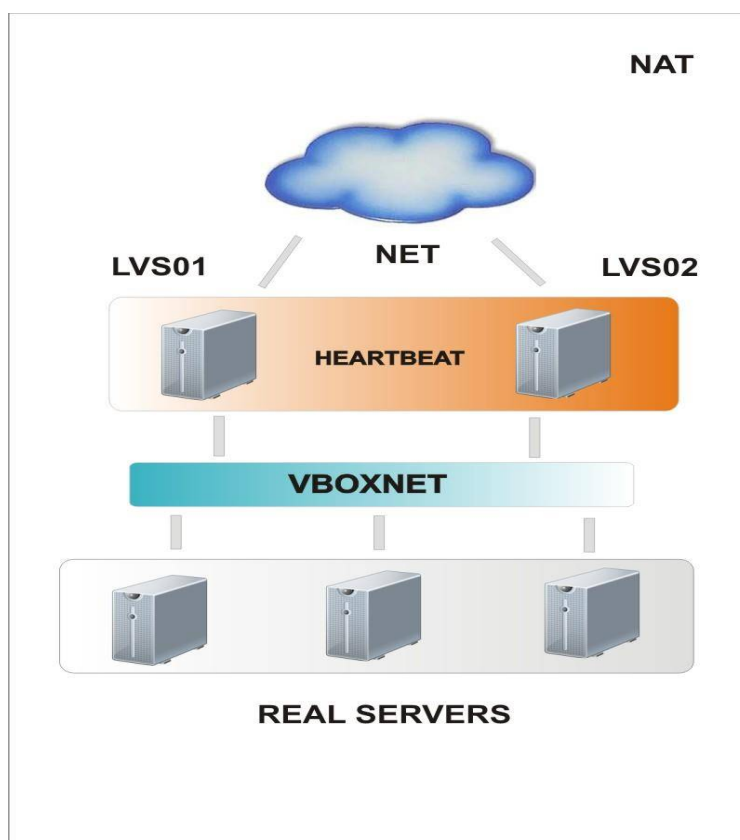 NAT
NET
LVS01
LVS02
HEARTBEAT
VBOXNET
REAL SERVERS